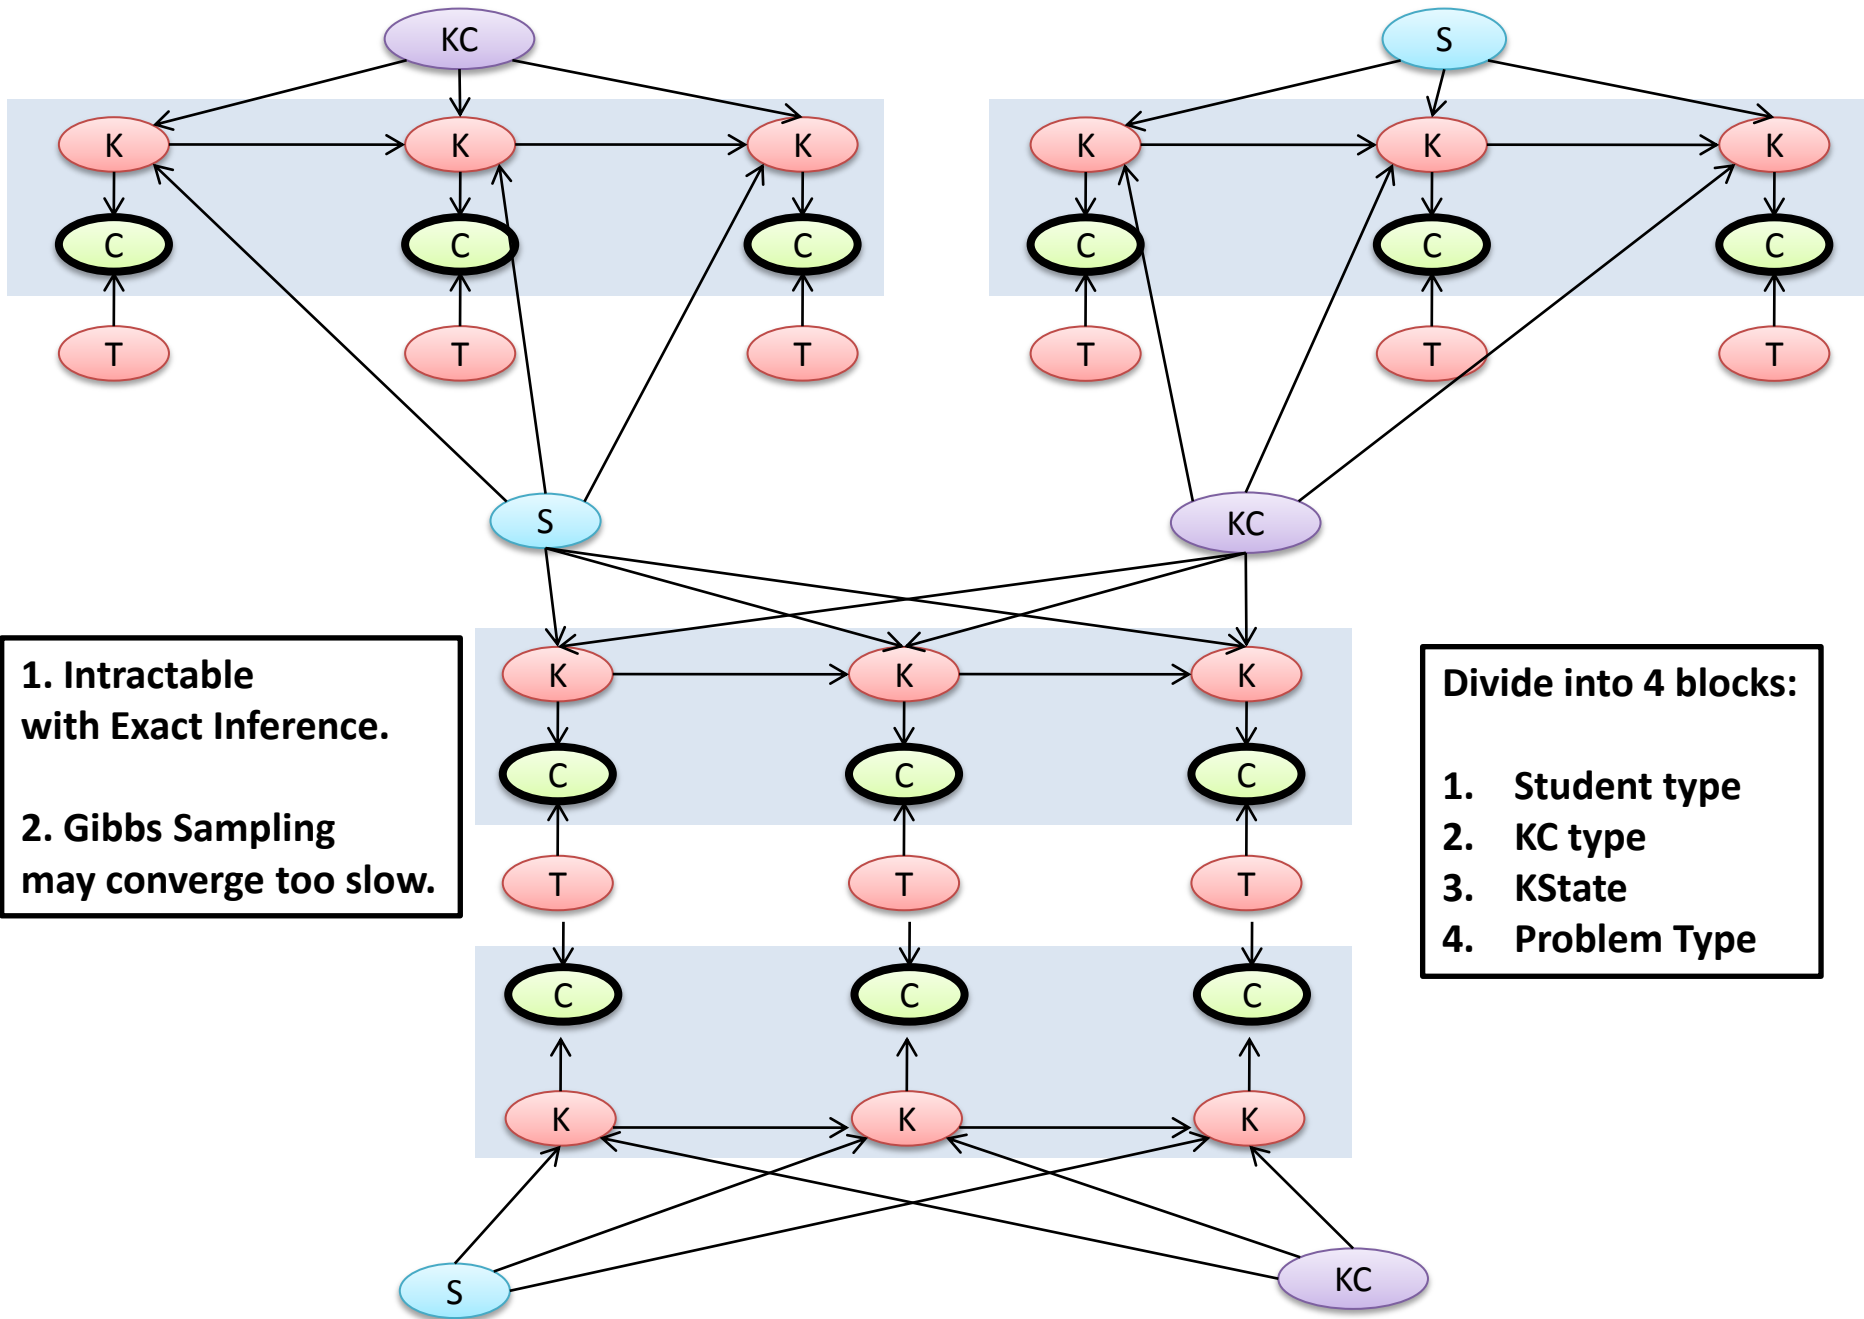 KC S
K K K K K K
C C C C C C
T T T T T T
S KC
1. Intractable
with Exact Inference.
2. Gibbs Sampling
may converge too slow.
K K K
C C C
T T T
C C C
K K K
S KC
Divide into 4 blocks:
1. Student type
2. KC type
3. KState
4. Problem Type